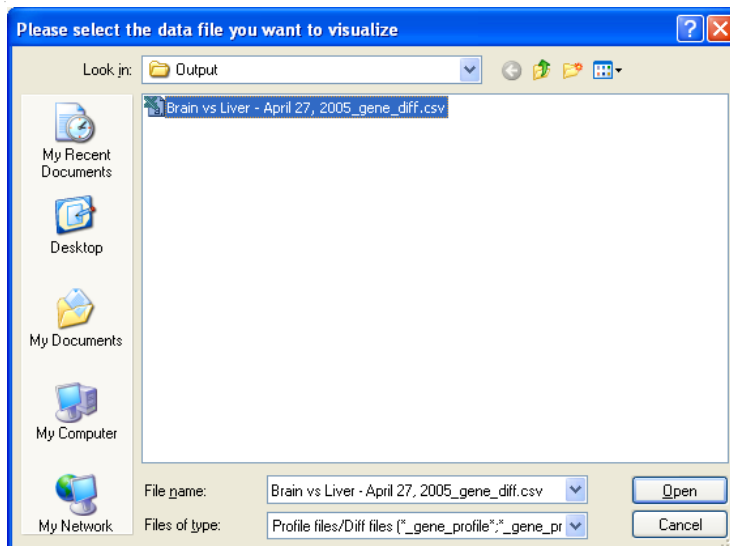 Please select the data file you want to visualize
Look in:
Output
Brain vs Liver - April 27, 2005_gene_diff.csv
My Recent
Documents
Desktop
My Documents
My Computer
My Network
File name:
Brain vs Liver - April 27, 2005_gene_diff.csv
Open
Files of type:
Profile files/Diff files (*_gene_profile*;*_gene_pr
Cancel